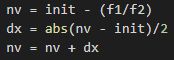 nv = init - (f1/f2)
dx = abs(nv - init)/2
nv = nv + dx